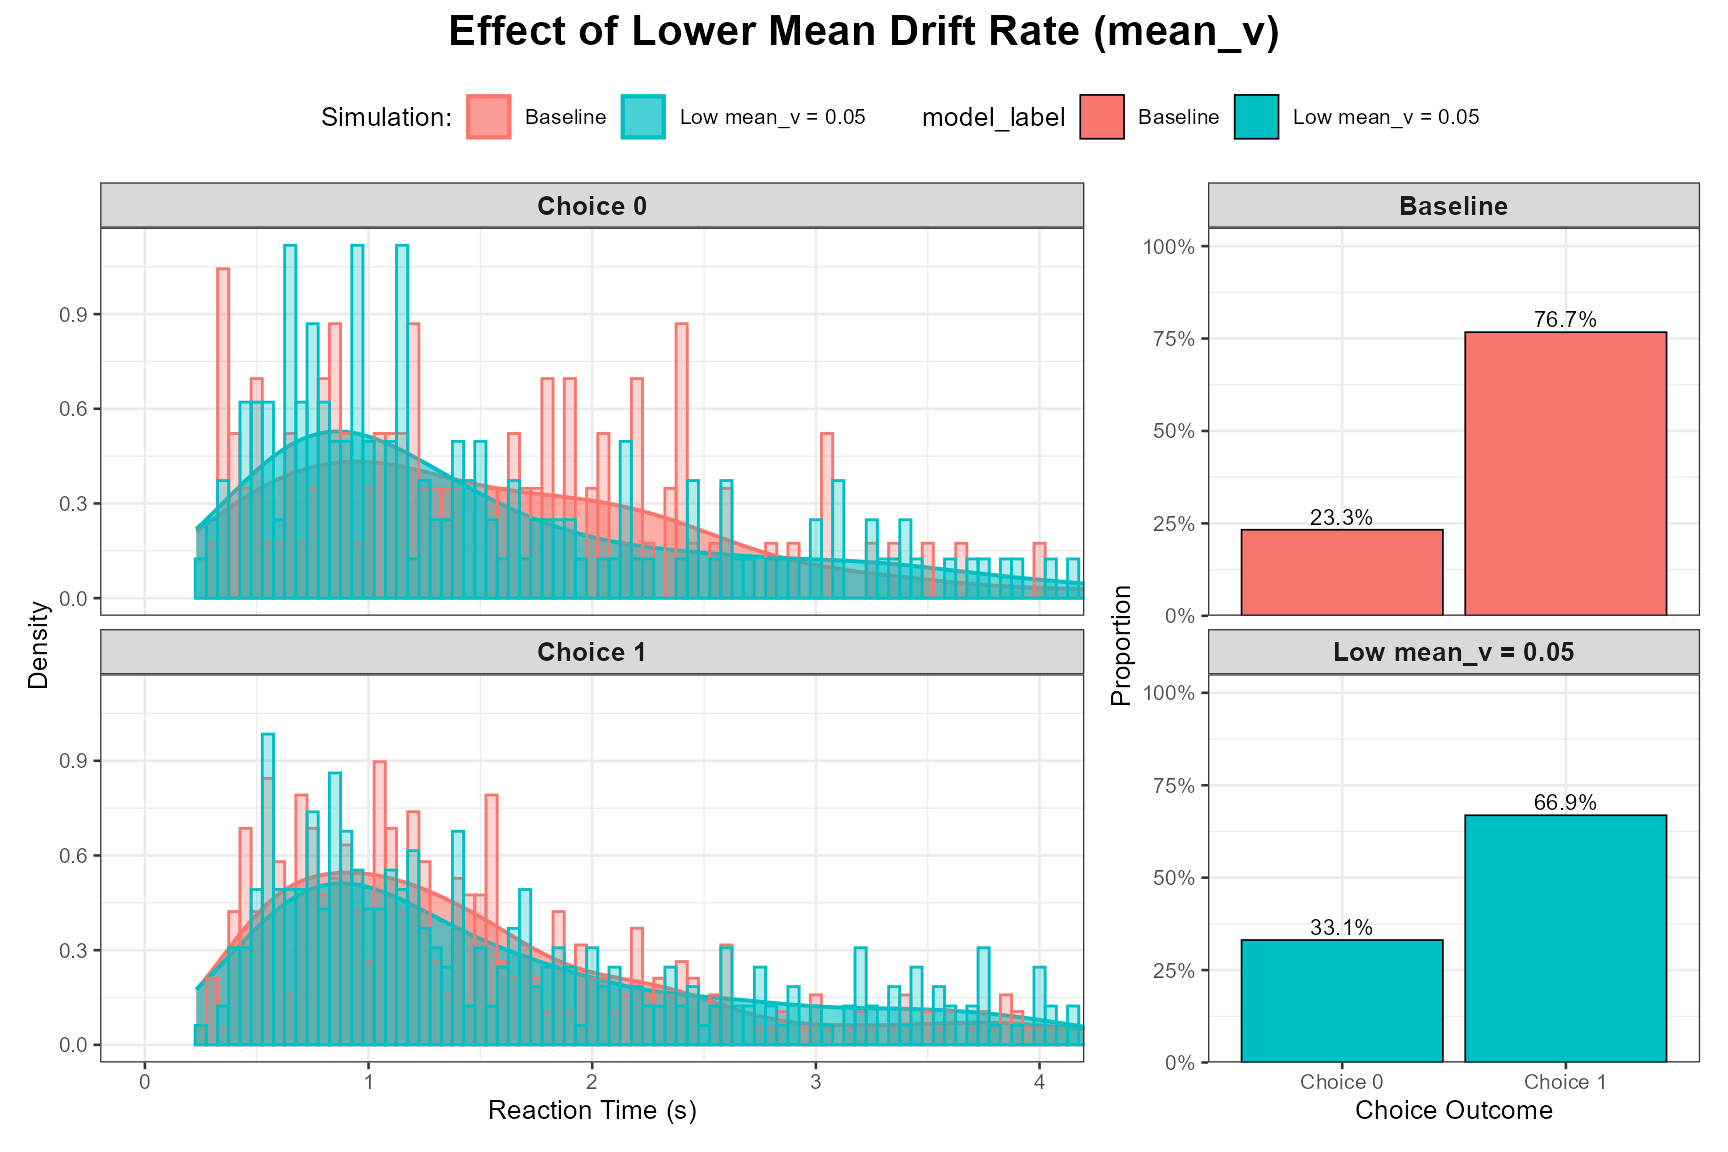 Effect of Lower Mean Drift Rate (mean_v)
Simulation: Baseline Low mean_v = 0.05 model_label Baseline Low mean_v = 0.05
Choice 0
Density
0.9
0.6
0.3
0.0
Choice 1
0.9
0.6
0.3
0.0
0 1 2 3 4
Reaction Time (s)
Baseline
Proportion
100%
75%
50%
25%
0%
23.3%
76.7%
Low mean_v = 0.05
100%
75%
50%
25%
0%
33.1%
66.9%
Choice 0 Choice 1
Choice Outcome